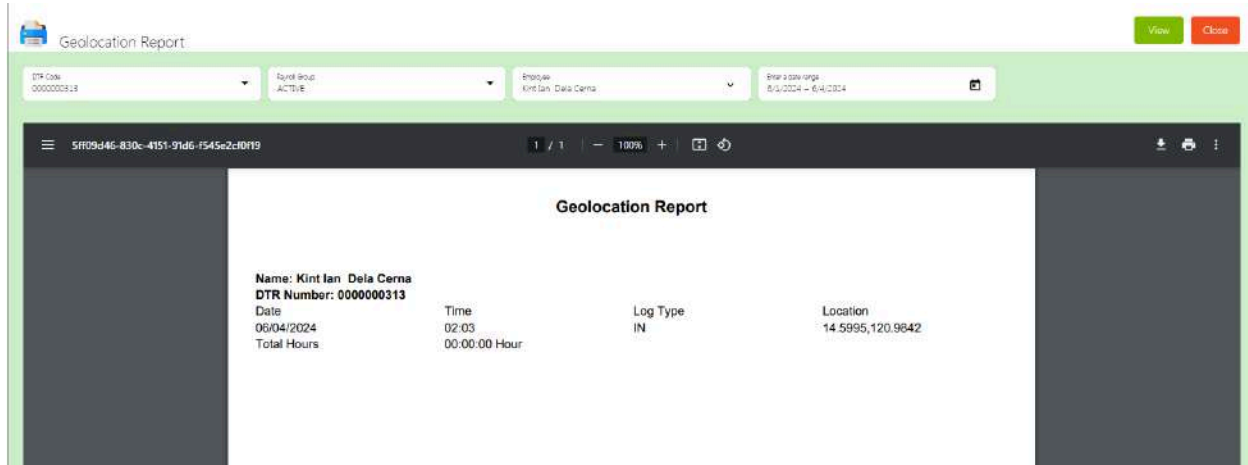 Geolocation Report
View
Close
DTR Code
0000000313
Payroll Group
ACTIVE
Employee
Kint Ian Dela Cerna
Enter a date range
6/1/2024 – 6/4/2024
5ff09d46-830c-4151-91d6-f545e2cf0f19
1 / 1
100%
Geolocation Report
Name: Kint Ian Dela Cerna
DTR Number: 0000000313
Date Time Log Type Location
06/04/2024 02:03 IN 14.5995,120.9842
Total Hours 00:00:00 Hour